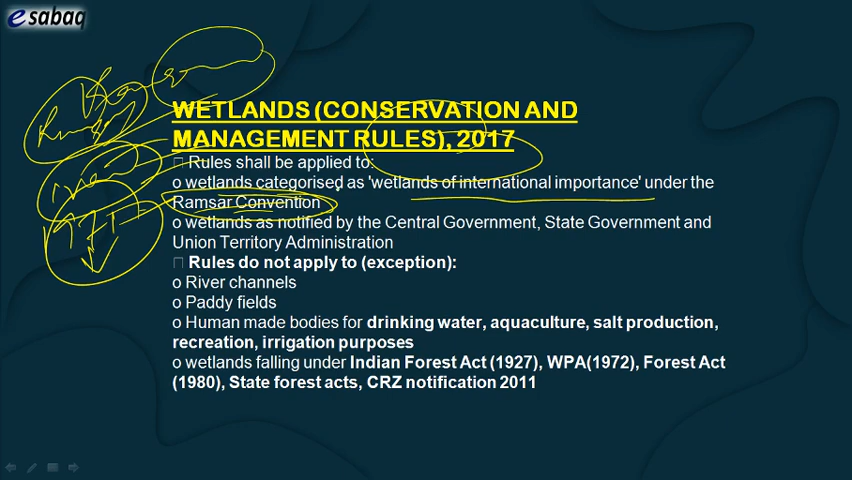 esabaq
WETLANDS (CONSERVATION AND
MANAGEMENT RULES), 2017
Rules shall be applied to:
o wetlands categorised as 'wetlands of international importance' under the
Ramsar Convention
o wetlands as notified by the Central Government, State Government and
Union Territory Administration
Rules do not apply to (exception):
o River channels
o Paddy fields
o Human made bodies for drinking water, aquaculture, salt production,
recreation, irrigation purposes
o wetlands falling under Indian Forest Act (1927), WPA(1972), Forest Act
(1980), State forest acts, CRZ notification 2011